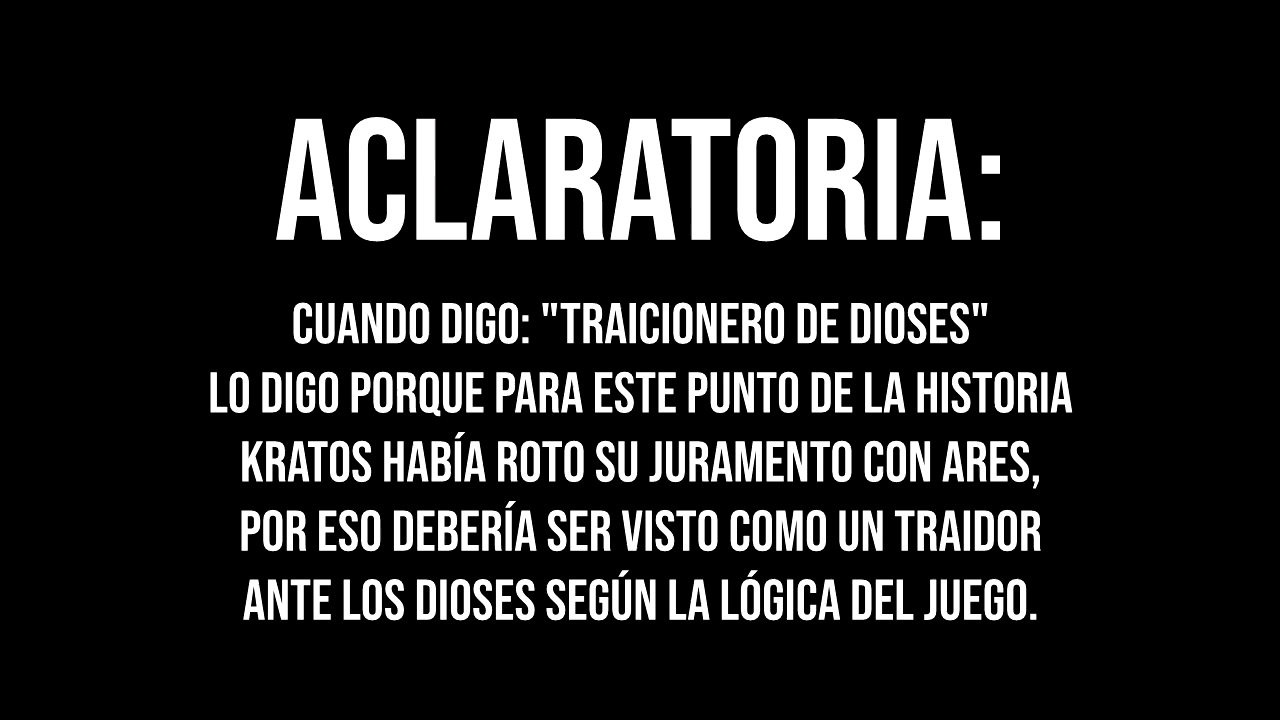 ACLARATORIA:
CUANDO DIGO: "TRAICIONERO DE DIOSES"
LO DIGO PORQUE PARA ESTE PUNTO DE LA HISTORIA
KRATOS HABÍA ROTO SU JURAMENTO CON ARES,
POR ESO DEBERÍA SER VISTO COMO UN TRAIDOR
ANTE LOS DIOSES SEGÚN LA LÓGICA DEL JUEGO.